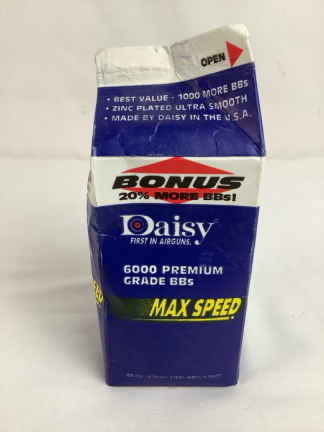 OPEN
• BEST VALUE - 1000 MORE BBs
• ZINC PLATED ULTRA SMOOTH
• MADE BY DAISY IN THE U.S.A.
BONUS
20% MORE BBs!
Daisy
FIRST IN AIRGUNS.
6000 PREMIUM
GRADE BBs
MAX SPEED